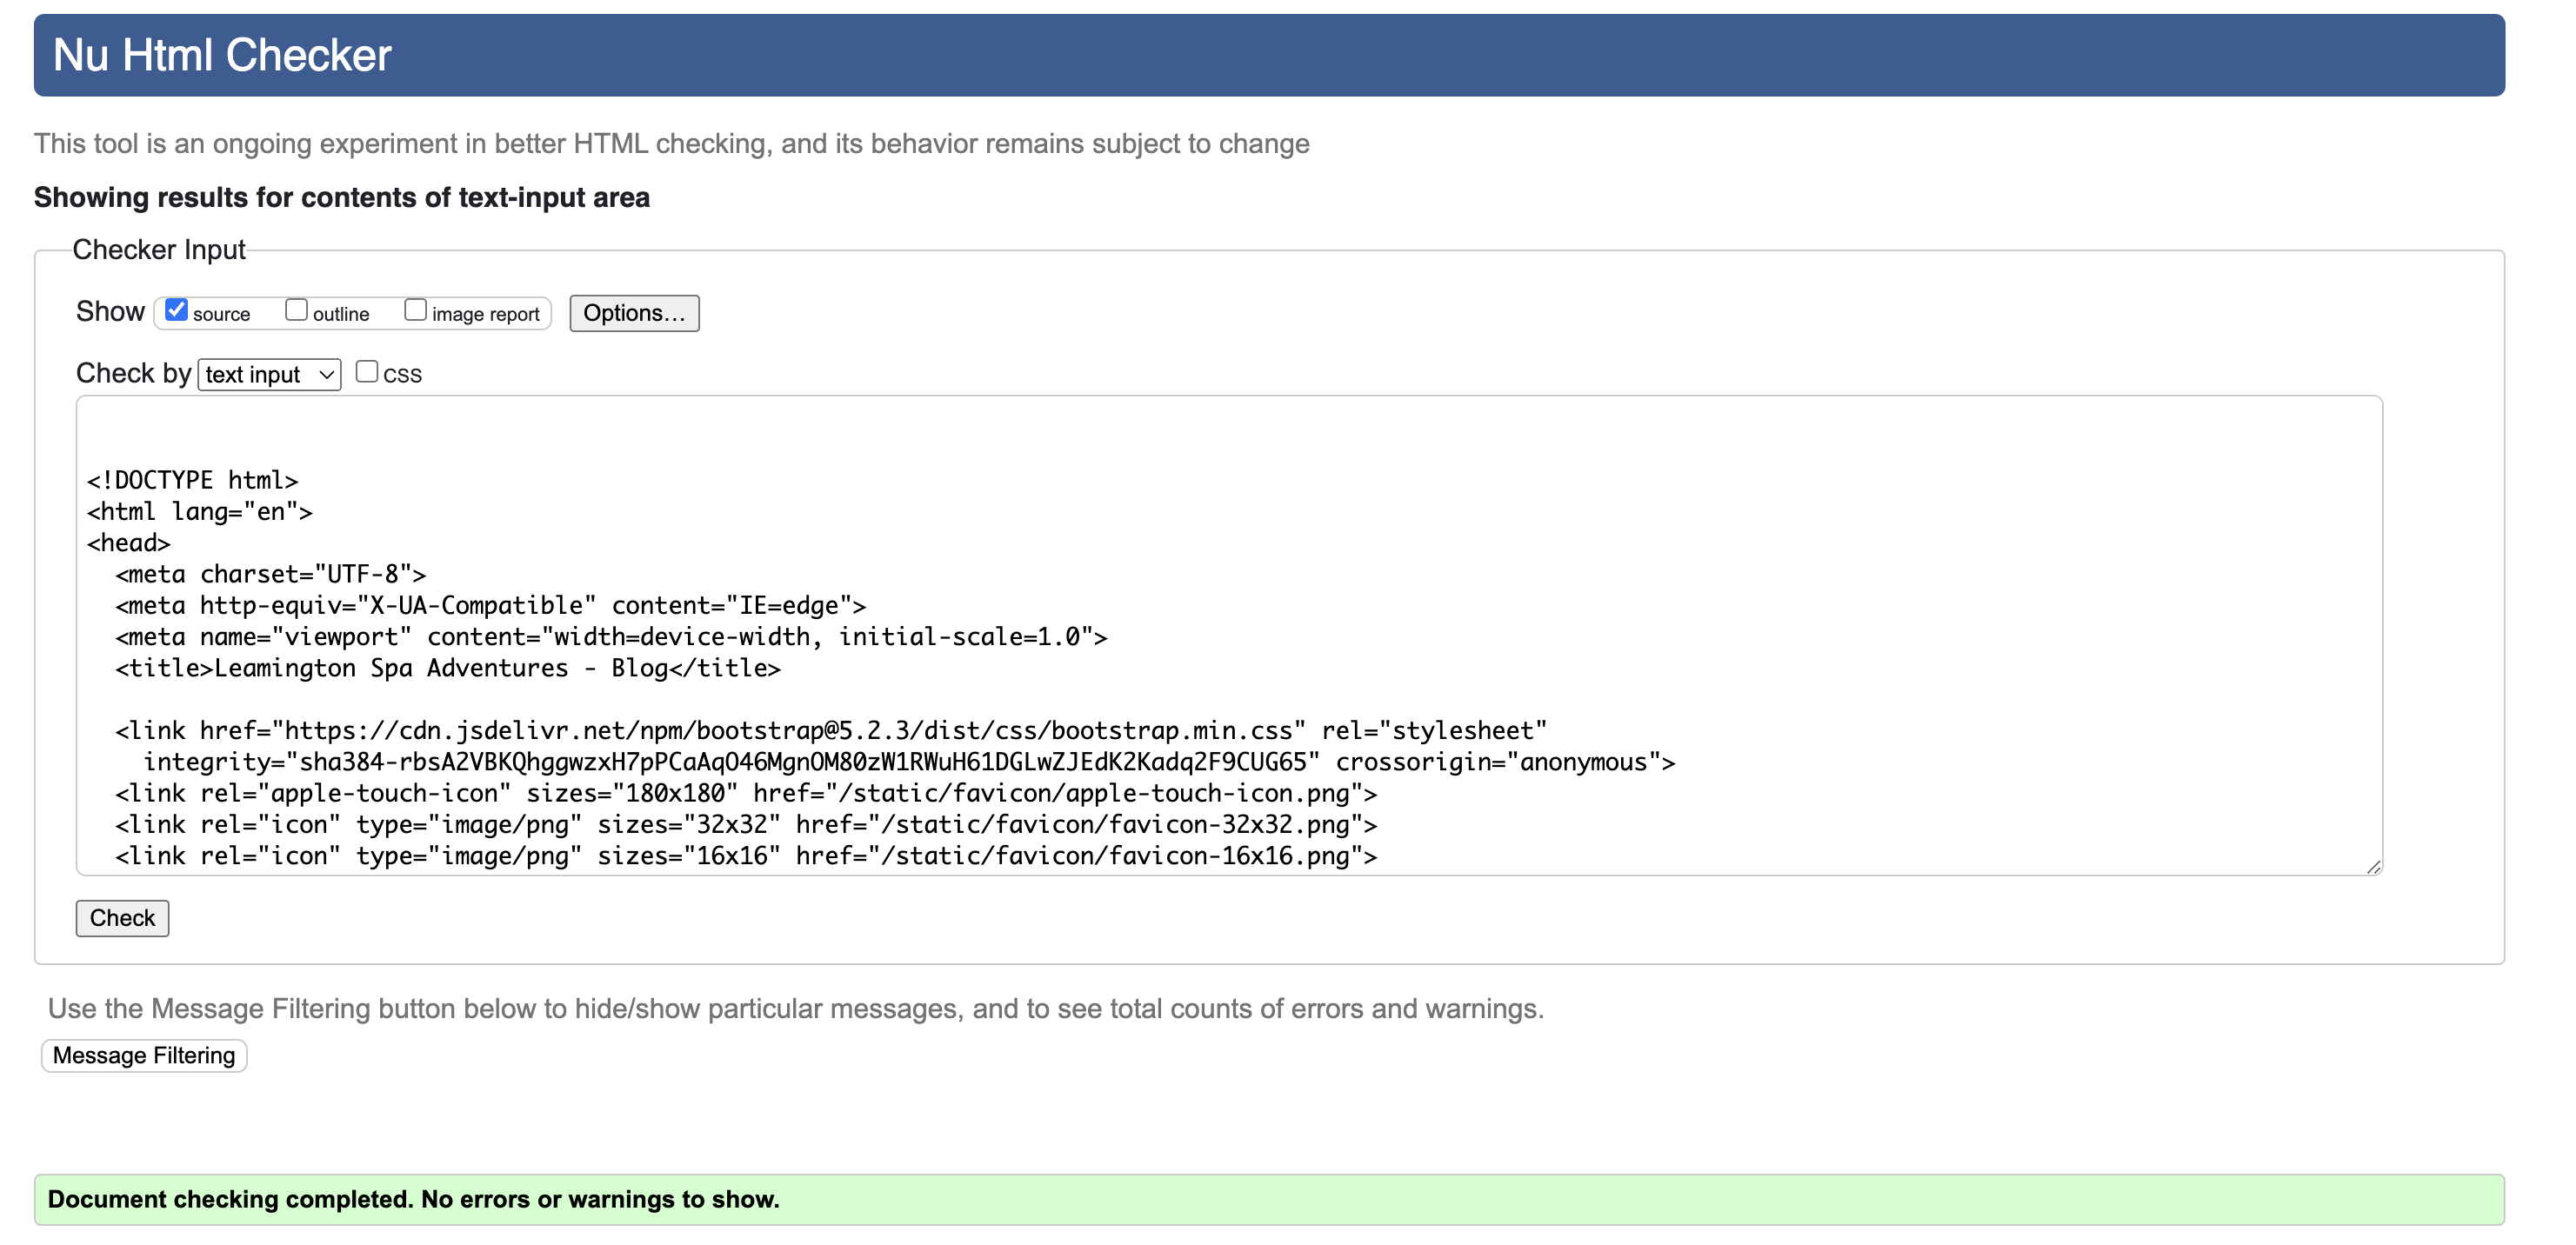 Nu Html Checker
This tool is an ongoing experiment in better HTML checking, and its behavior remains subject to change
Showing results for contents of text-input area
Checker Input
Show source outline image report Options...
Check by text input CSS
<!DOCTYPE html>
<html lang="en">
<head>
  <meta charset="UTF-8">
  <meta http-equiv="X-UA-Compatible" content="IE=edge">
  <meta name="viewport" content="width=device-width, initial-scale=1.0">
  <title>Leamington Spa Adventures - Blog</title>
  <link href="https://cdn.jsdelivr.net/npm/bootstrap@5.2.3/dist/css/bootstrap.min.css" rel="stylesheet"
    integrity="sha384-rbsA2VBKQhggwzxH7pPCaAqO46MgnOM80zW1RWuH61DGLwZJEdK2Kadq2F9CUG65" crossorigin="anonymous">
  <link rel="apple-touch-icon" sizes="180x180" href="/static/favicon/apple-touch-icon.png">
  <link rel="icon" type="image/png" sizes="32x32" href="/static/favicon/favicon-32x32.png">
  <link rel="icon" type="image/png" sizes="16x16" href="/static/favicon/favicon-16x16.png">
Check
Use the Message Filtering button below to hide/show particular messages, and to see total counts of errors and warnings.
Message Filtering
Document checking completed. No errors or warnings to show.